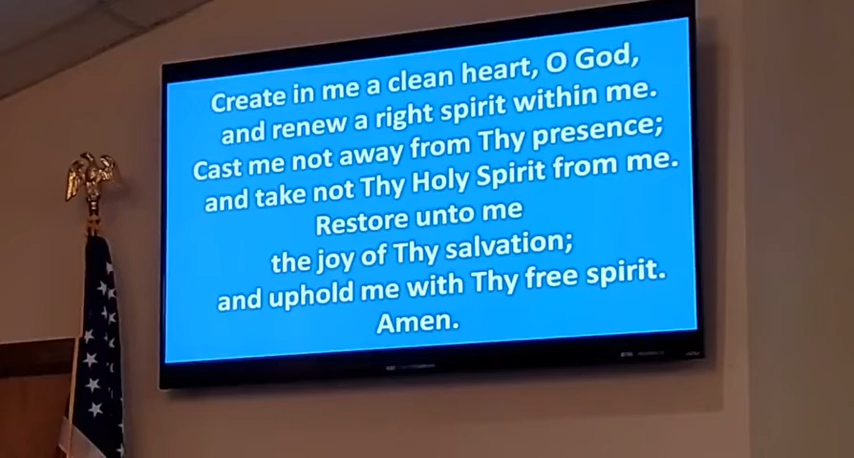 Create in me a clean heart, O God,
and renew a right spirit within me.
Cast me not away from Thy presence;
and take not Thy Holy Spirit from me.
Restore unto me
the joy of Thy salvation;
and uphold me with Thy free spirit.
Amen.